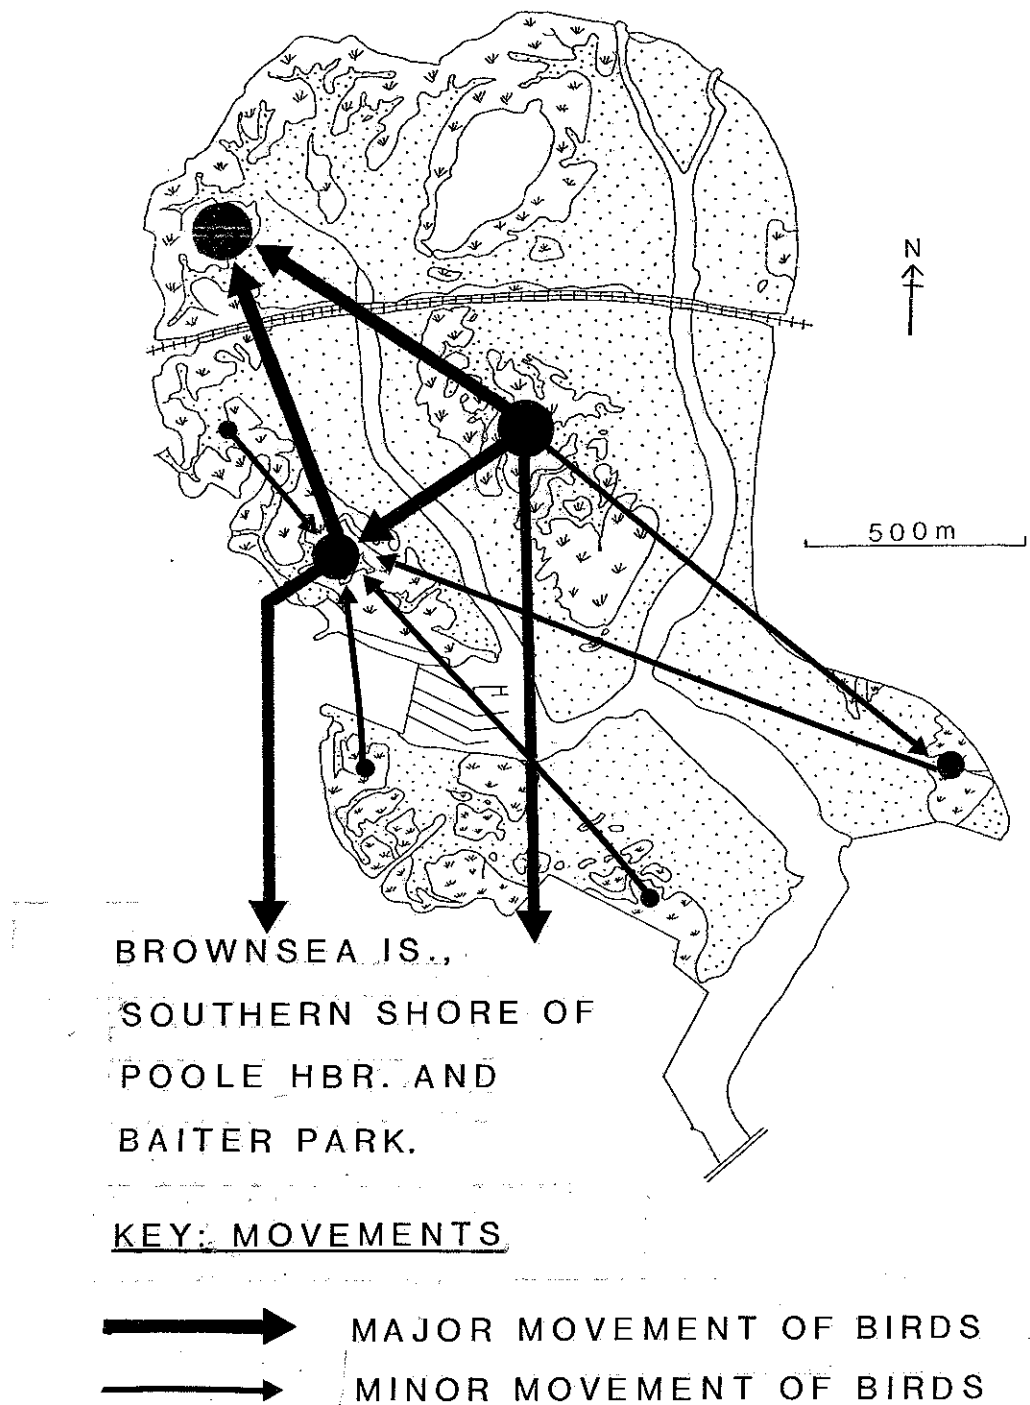 N
500m
BROWNSEA IS.,
SOUTHERN SHORE OF
POOLE HBR. AND
BAITER PARK.
KEY: MOVEMENTS
MAJOR MOVEMENT OF BIRDS
MINOR MOVEMENT OF BIRDS